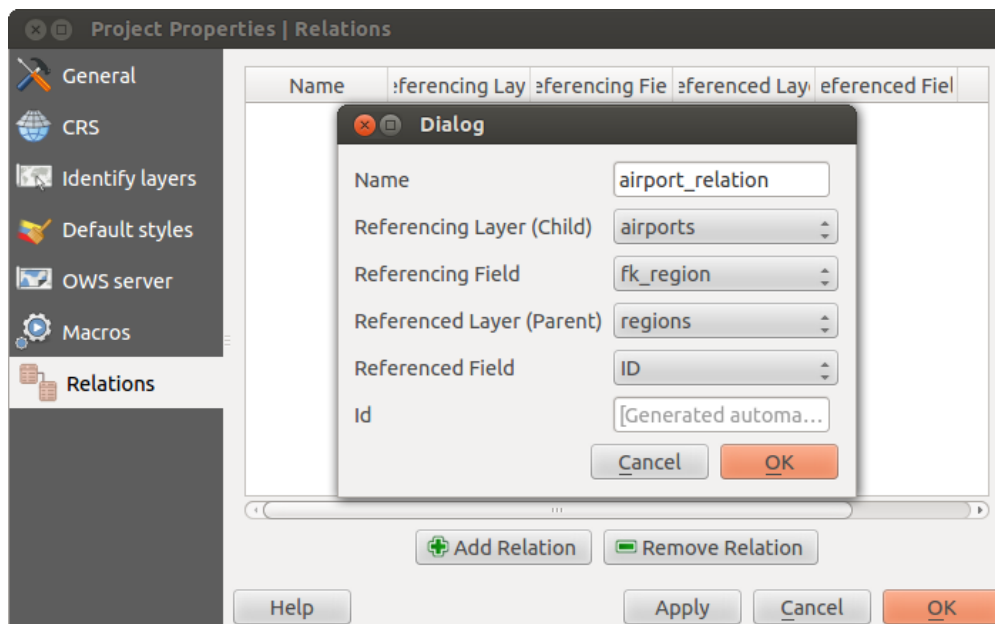 Project Properties | Relations
General
CRS
Identify layers
Default styles
OWS server
Macros
Relations
Name eferencing Lay eferencing Fie eferenced Lay eferenced Fiel
Dialog
Name airport_relation
Referencing Layer (Child) airports
Referencing Field fk_region
Referenced Layer (Parent) regions
Referenced Field ID
Id [Generated automa...
Cancel OK
Add Relation Remove Relation
Help Apply Cancel OK